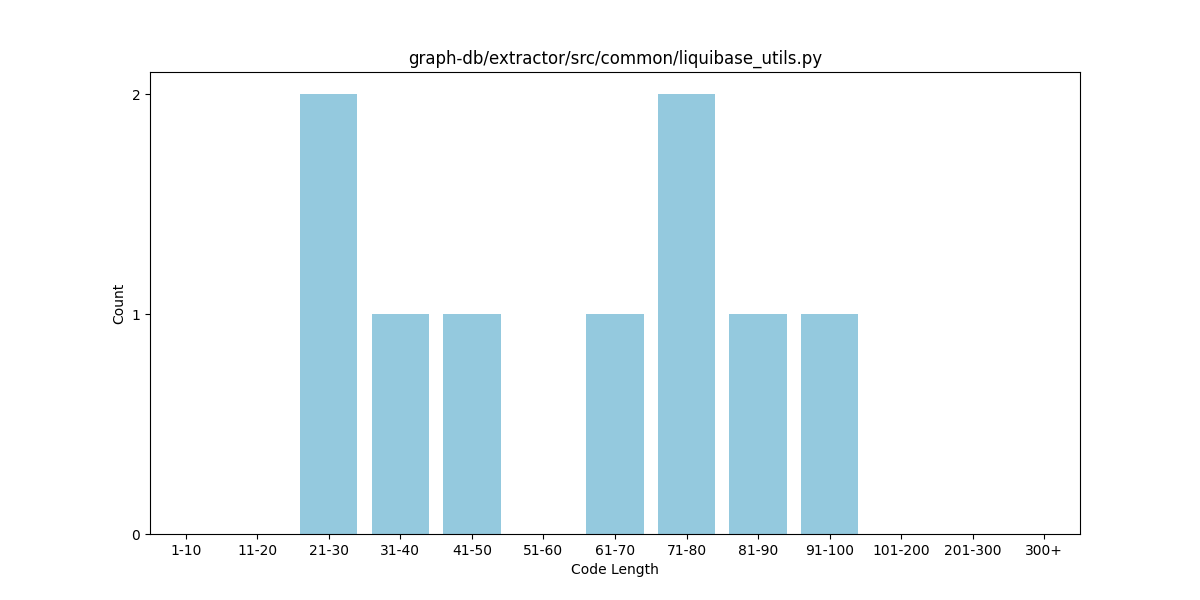 graph-db/extractor/src/common/liquibase_utils.py
2
1
0
Count
1-10 11-20 21-30 31-40 41-50 51-60 61-70 71-80 81-90 91-100 101-200 201-300 300+
Code Length